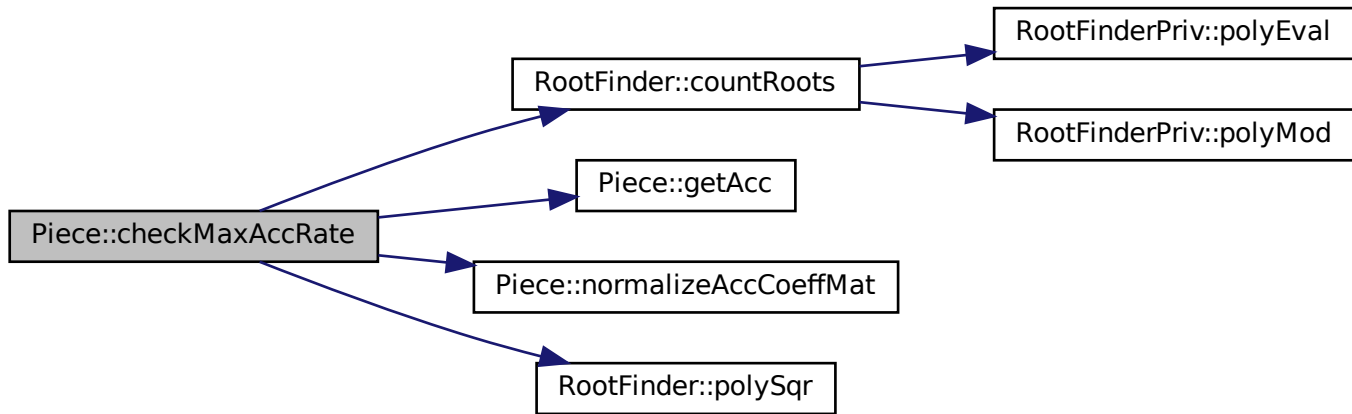 RootFinderPriv::polyEval
RootFinder::countRoots
RootFinderPriv::polyMod
Piece::getAcc
Piece::checkMaxAccRate
Piece::normalizeAccCoeffMat
RootFinder::polySqr